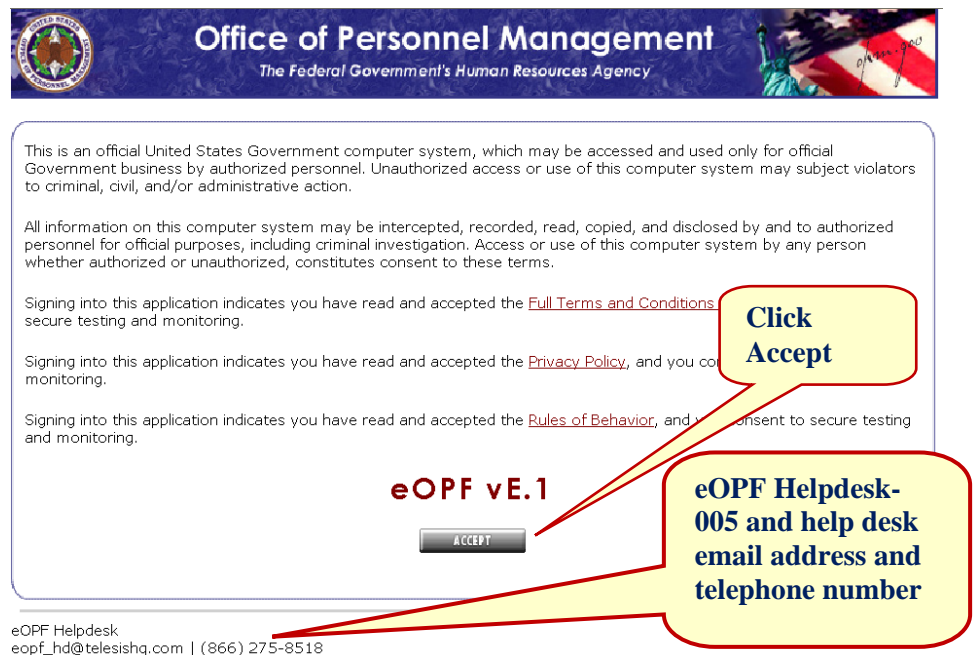 Office of Personnel Management
The Federal Government's Human Resources Agency
opm.gov
This is an official United States Government computer system, which may be accessed and used only for official
Government business by authorized personnel. Unauthorized access or use of this computer system may subject violators
to criminal, civil, and/or administrative action.
All information on this computer system may be intercepted, recorded, read, copied, and disclosed by and to authorized
personnel for official purposes, including criminal investigation. Access or use of this computer system by any person
whether authorized or unauthorized, constitutes consent to these terms.
Signing into this application indicates you have read and accepted the Full Terms and Conditions
secure testing and monitoring.
Click
Accept
Signing into this application indicates you have read and accepted the Privacy Policy, and you co
monitoring.
Signing into this application indicates you have read and accepted the Rules of Behavior, and y onsent to secure testing
and monitoring.
eOPF vE.1
ACCEPT
eOPF Helpdesk-
005 and help desk
email address and
telephone number
eOPF Helpdesk
eopf_hd@telesishq.com | (866) 275-8518